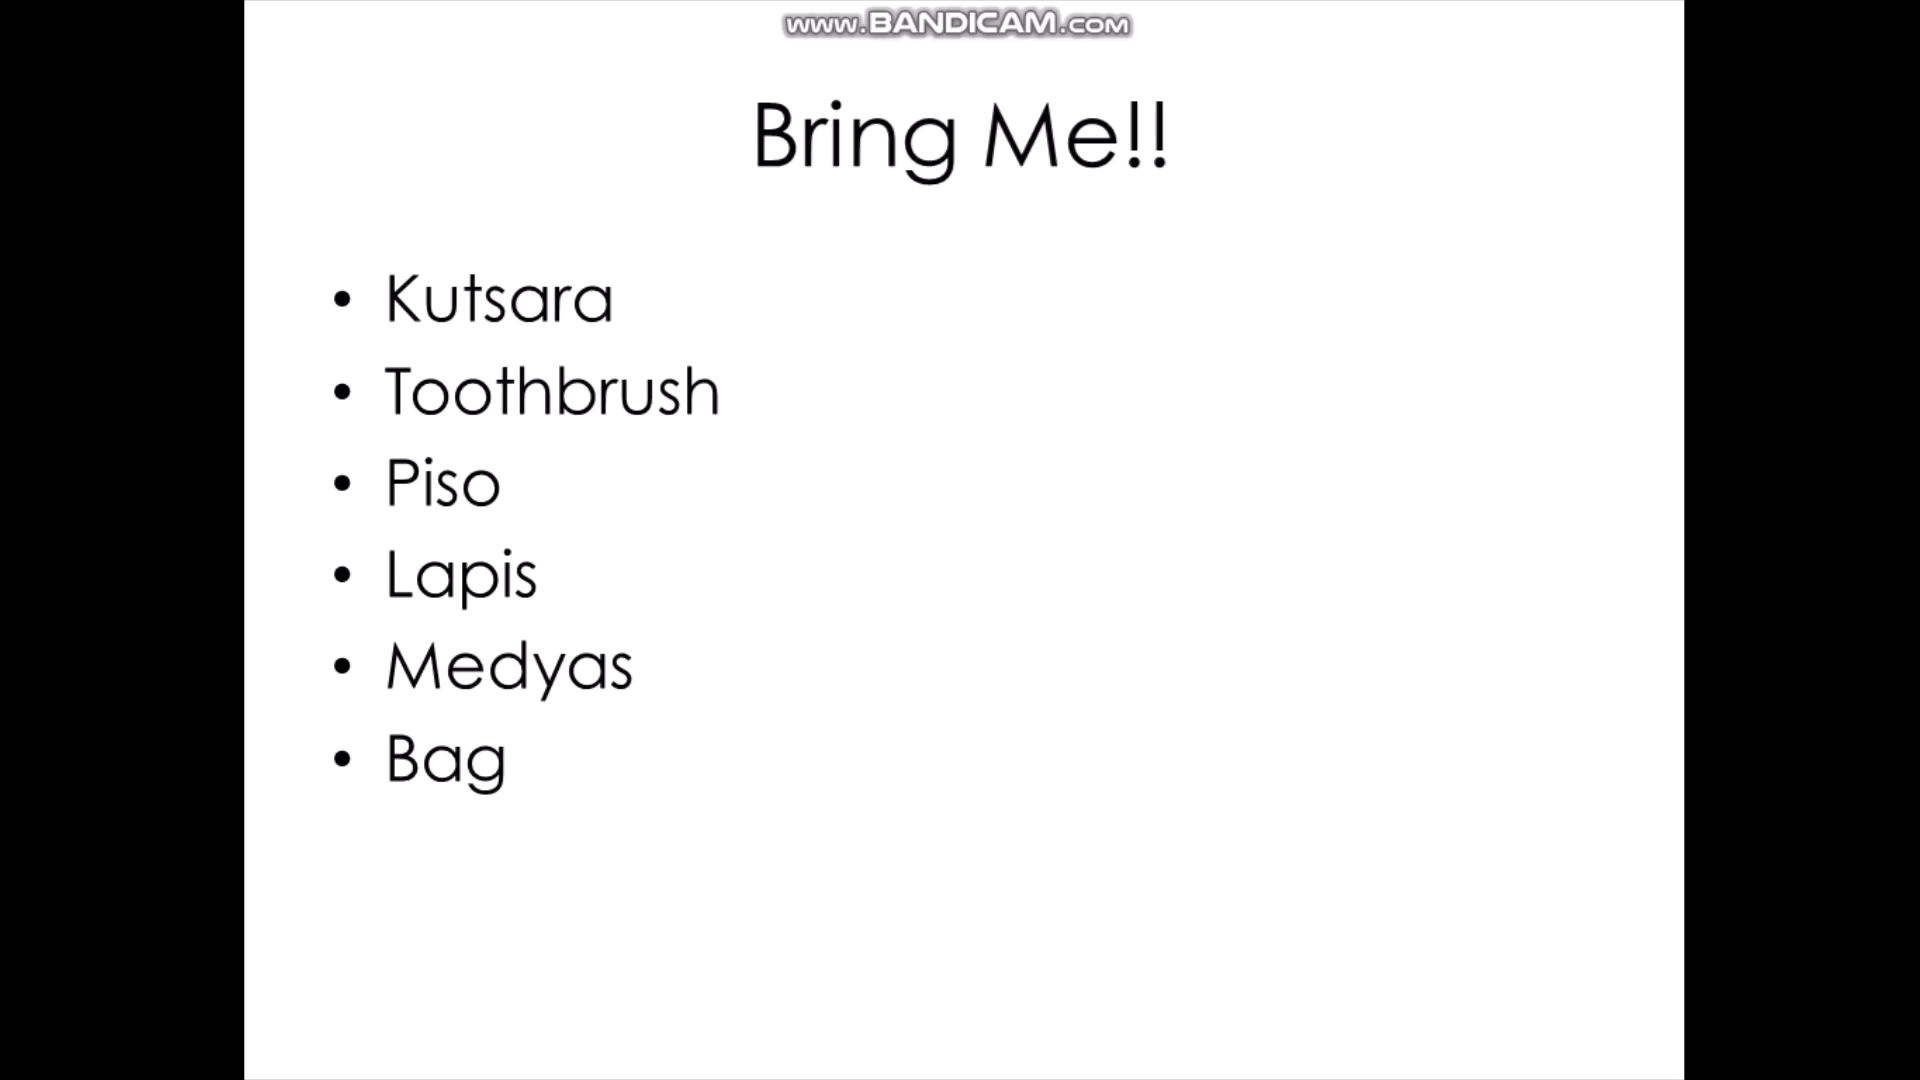 www.BANDICAM.com
Bring Me!!
• Kutsara
• Toothbrush
• Piso
• Lapis
• Medyas
• Bag